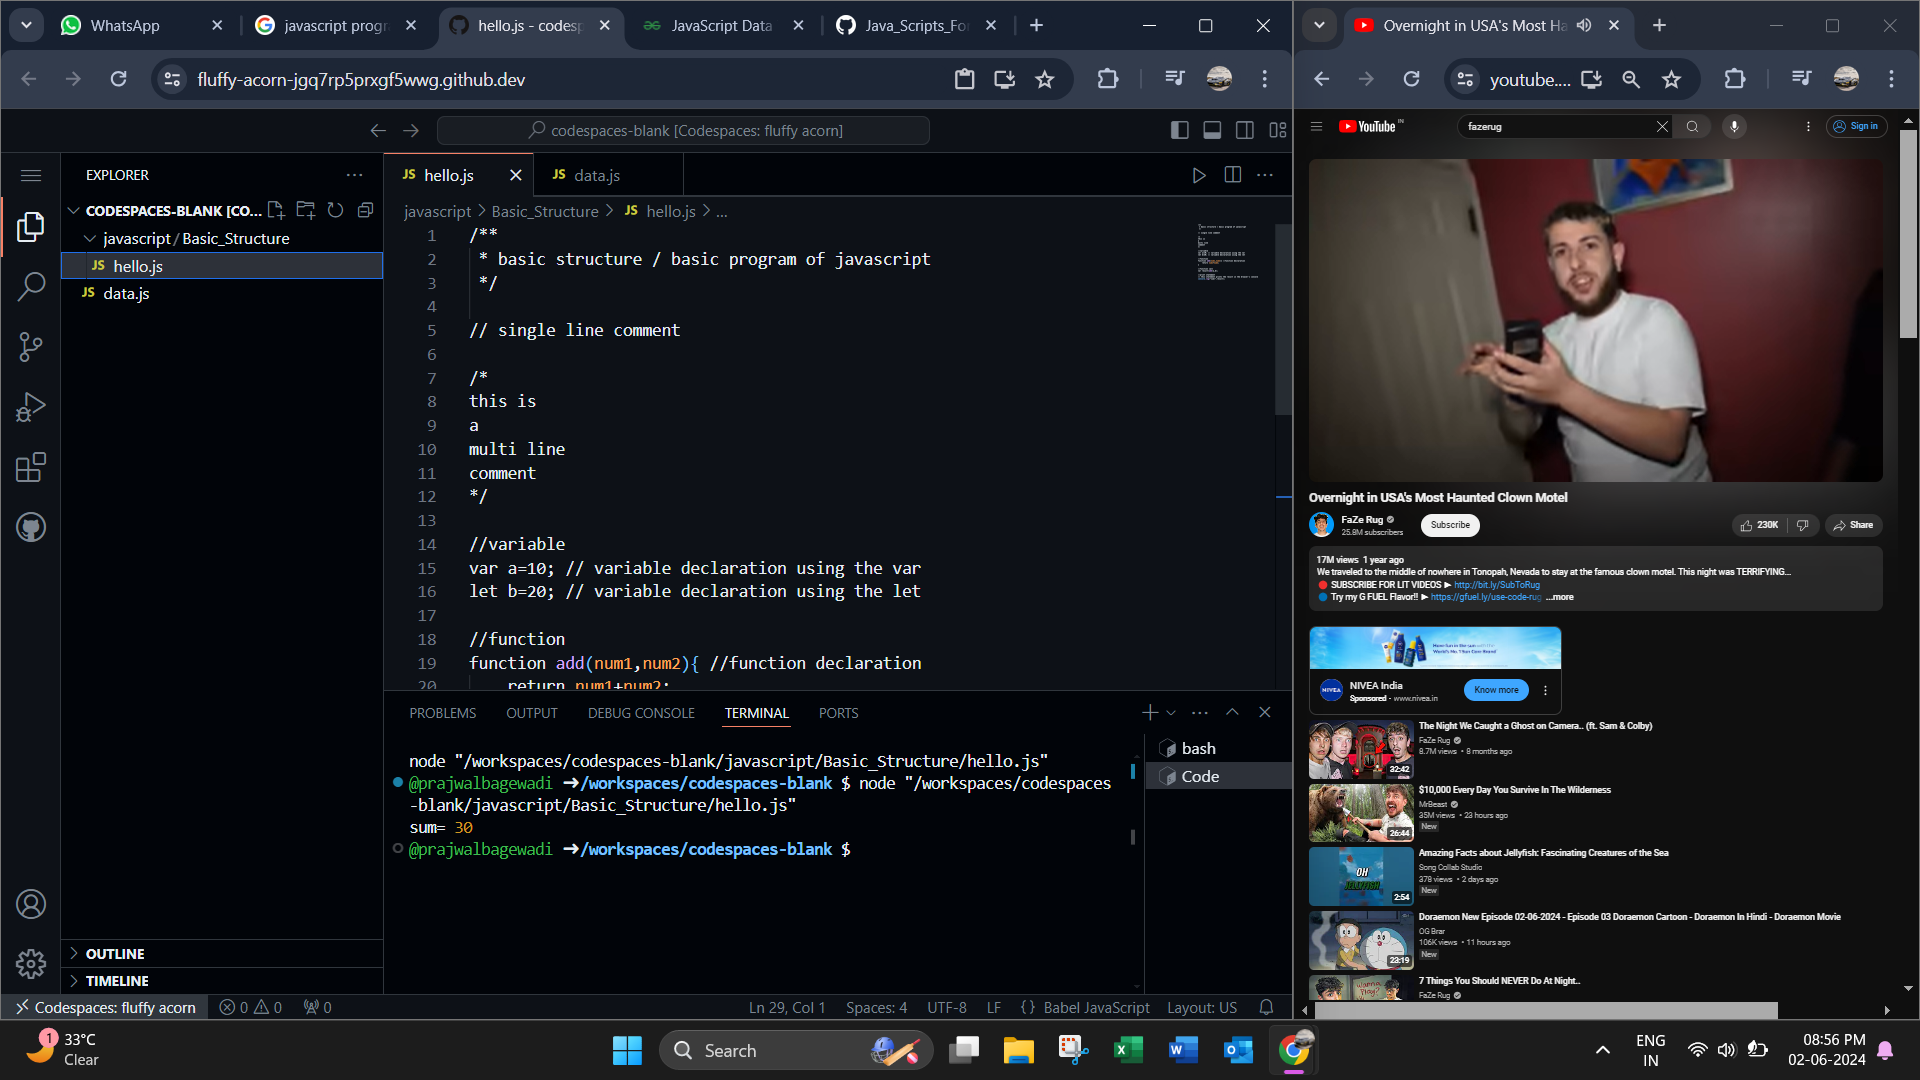 WhatsApp
javascript progr
hello.js - codesp
JavaScript Data
Java_Scripts_Fo
fluffy-acorn-jgq7rp5prxgf5wwg.github.dev
codespaces-blank [Codespaces: fluffy acorn]
EXPLORER
CODESPACES-BLANK [CO...
javascript / Basic_Structure
JS hello.js
JS data.js
OUTLINE
TIMELINE
JS hello.js
JS data.js
javascript > Basic_Structure > JS hello.js > ...
1 /**
2 * basic structure / basic program of javascript
3 */
4
5 // single line comment
6
7 /*
8 this is
9 a
10 multi line
11 comment
12 */
13
14 //variable
15 var a=10; // variable declaration using the var
16 let b=20; // variable declaration using the let
17
18 //function
19 function add(num1,num2){ //function declaration
20 return num1+num2;
PROBLEMS OUTPUT DEBUG CONSOLE TERMINAL PORTS
node "/workspaces/codespaces-blank/javascript/Basic_Structure/hello.js"
@prajwalbagewadi ➜/workspaces/codespaces-blank $ node "/workspaces/codespaces
-blank/javascript/Basic_Structure/hello.js"
sum= 30
@prajwalbagewadi ➜/workspaces/codespaces-blank $
bash
Code
Codespaces: fluffy acorn
0 0
0
Ln 29, Col 1
Spaces: 4
UTF-8
LF
{} Babel JavaScript
Layout: US
Overnight in USA's Most Ha
youtube....
YouTube IN
fazerug
Sign in
Overnight in USA's Most Haunted Clown Motel
FaZe Rug
25.8M subscribers
Subscribe
230K
Share
17M views 1 year ago
We traveled to the middle of nowhere in Tonopah, Nevada to stay at the famous clown motel. This night was TERRIFYING...
SUBSCRIBE FOR LIT VIDEOS ► http://bit.ly/SubToRug
Try my G FUEL Flavor!! ► https://gfuel.ly/use-code-rug ...more
NIVEA
NIVEA India
Sponsored · www.nivea.in
Know more
The Night We Caught a Ghost on Camera.. (ft. Sam & Colby)
FaZe Rug
8.7M views • 8 months ago
32:42
$10,000 Every Day You Survive In The Wilderness
MrBeast
35M views • 23 hours ago
New
26:44
Amazing Facts about Jellyfish: Fascinating Creatures of the Sea
Song Collab Studio
378 views • 2 days ago
New
OH
JELLYFISH
2:54
Doraemon New Episode 02-06-2024 - Episode 03 Doraemon Cartoon - Doraemon In Hindi - Doraemon Movie
OG Brar
106K views • 11 hours ago
New
23:19
7 Things You Should NEVER Do At Night..
FaZe Rug
1
33°C
Clear
Search
ENG
IN
08:56 PM
02-06-2024